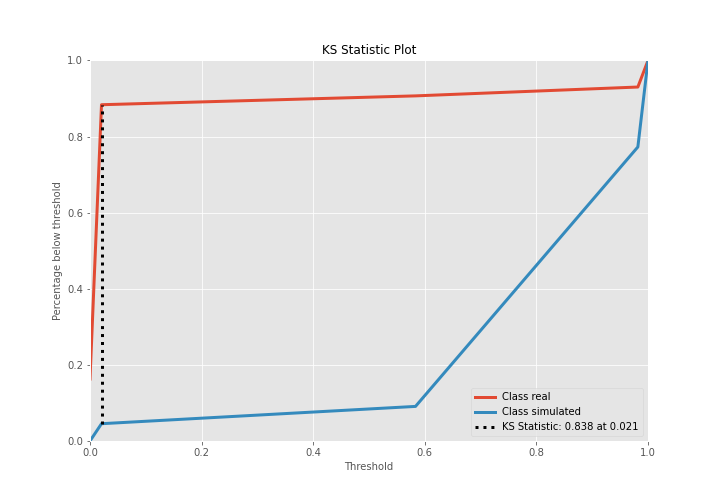 KS Statistic Plot
1.0
0.8
0.6
0.4
0.2
0.0
Percentage below threshold
0.0 0.2 0.4 0.6 0.8 1.0
Threshold
Class real
Class simulated
KS Statistic: 0.838 at 0.021